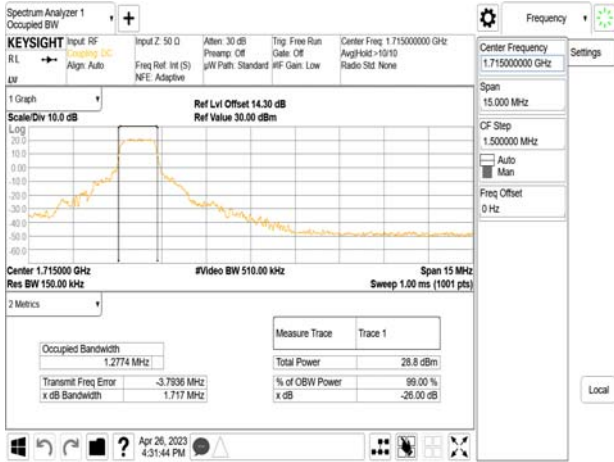 Spectrum Analyzer 1
Occupied BW
Frequency
KEYSIGHT
RL
Input: RF
Coupling: DC
Align: Auto
Input Z: 50 Ω
Freq Ref: Int (S)
NFE: Adaptive
Atten: 30 dB
Preamp: Off
µW Path: Standard
Trig: Free Run
Gate: Off
#IF Gain: Low
Center Freq: 1.715000000 GHz
Avg|Hold:>10/10
Radio Std: None
Center Frequency
1.715000000 GHz
Settings
Span
15.000 MHz
CF Step
1.500000 MHz
Auto
Man
Freq Offset
0 Hz
Local
1 Graph
Scale/Div 10.0 dB
Ref Lvl Offset 14.30 dB
Ref Value 30.00 dBm
Log
20.0
10.0
0.00
-10.0
-20.0
-30.0
-40.0
-50.0
-60.0
Center 1.715000 GHz
Res BW 150.00 kHz
#Video BW 510.00 kHz
Span 15 MHz
Sweep 1.00 ms (1001 pts)
2 Metrics
Measure Trace Trace 1
Occupied Bandwidth
1.2774 MHz
Total Power 28.8 dBm
Transmit Freq Error -3.7936 MHz
% of OBW Power 99.00 %
x dB Bandwidth 1.717 MHz
x dB -26.00 dB
Apr 26, 2023
4:31:44 PM